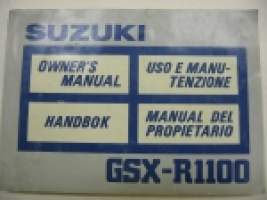 SUZUKI
OWNER'S
MANUAL
USO E MANU-
TENZIONE
HANDBOK
MANUAL DEL
PROPIETARIO
GSX-R1100